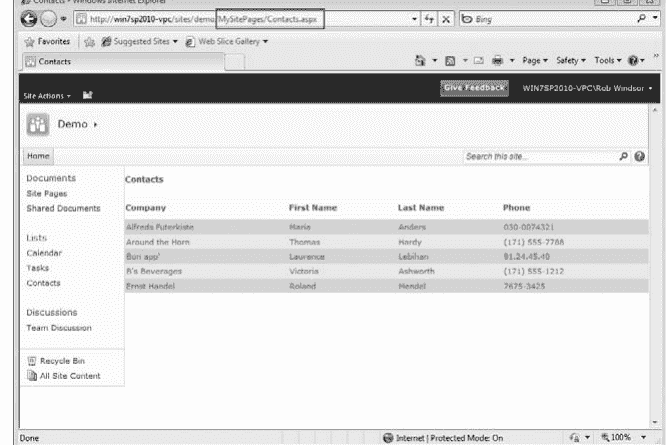 Contacts - Windows Internet Explorer
http://win7sp2010-vpc/sites/demo/MySitePages/Contacts.aspx
Bing
Favorites Suggested Sites Web Slice Gallery
Contacts Page Safety Tools
Give Feedback
Site Actions WIN7SP2010-VPC\Rob Windsor
Demo
Home Search this site...
Documents
Site Pages
Shared Documents
Lists
Calendar
Tasks
Contacts
Discussions
Team Discussion
Recycle Bin
All Site Content
Contacts
Company First Name Last Name Phone
Alfreds Futerkiste Maria Anders 030-0074321
Around the Horn Thomas Hardy (171) 555-7788
Bon app' Laurence Lebihan 91.24.45.40
B's Beverages Victoria Ashworth (171) 555-1212
Ernst Handel Roland Mendel 7675-3425
Done Internet | Protected Mode: On 100%